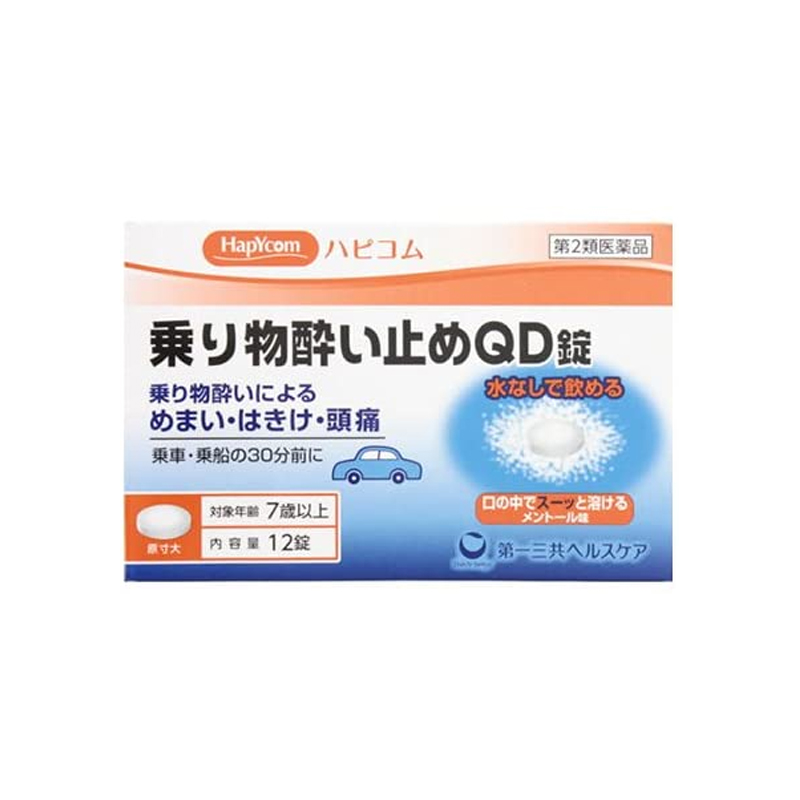 HapYcom ハピコム
第2類医薬品
乗り物酔い止めQD錠
乗り物酔いによる
めまい・はきけ・頭痛
乗車・乗船の30分前に
水なしで飲める
口の中でスーッと溶ける
メントール味
原寸大
対象年齢 7歳以上
内容量 12錠
第一三共ヘルスケア